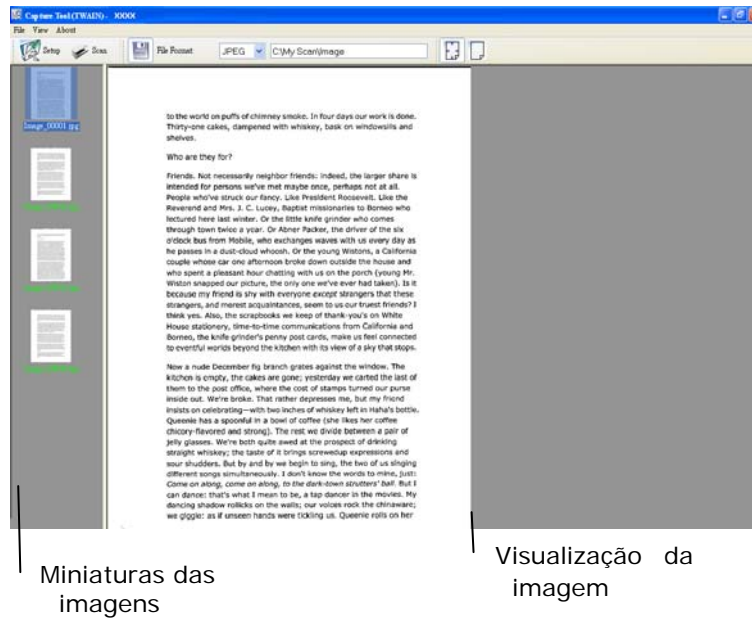 Capture Tool (TWAIN) - XXXX
File View About
Setup Scan File Format JPEG C:\My Scan\Image
Image_00001.jpg
to the world on puffs of chimney smoke. In four days our work is done.
Thirty-one cakes, dampened with whiskey, bask on windowsills and
shelves.
Who are they for?
Friends. Not necessarily neighbor friends: indeed, the larger share is
intended for persons we've met maybe once, perhaps not at all.
People who've struck our fancy. Like President Roosevelt. Like the
Reverend and Mrs. J. C. Lucey, Baptist missionaries to Borneo who
lectured here last winter. Or the little knife grinder who comes
through town twice a year. Or Abner Packer, the driver of the six
o'clock bus from Mobile, who exchanges waves with us every day as
he passes in a dust-cloud whoosh. Or the young Wistons, a California
couple whose car one afternoon broke down outside the house and
who spent a pleasant hour chatting with us on the porch (young Mr.
Wiston snapped our picture, the only one we've ever had taken). Is it
because my friend is shy with everyone except strangers that these
strangers, and merest acquaintances, seem to us our truest friends? I
think yes. Also, the scrapbooks we keep of thank-you's on White
House stationery, time-to-time communications from California and
Borneo, the knife grinder's penny post cards, make us feel connected
to eventful worlds beyond the kitchen with its view of a sky that stops.
Now a nude December fig branch grates against the window. The
kitchen is empty, the cakes are gone; yesterday we carted the last of
them to the post office, where the cost of stamps turned our purse
inside out. We're broke. That rather depresses me, but my friend
insists on celebrating—with two inches of whiskey left in Haha's bottle.
Queenie has a spoonful in a bowl of coffee (she likes her coffee
chicory-flavored and strong). The rest we divide between a pair of
jelly glasses. We're both quite awed at the prospect of drinking
straight whiskey; the taste of it brings screwedup expressions and
sour shudders. But by and by we begin to sing, the two of us singing
different songs simultaneously. I don't know the words to mine, just:
Come on along, come on along, to the dark-town strutters' ball. But I
can dance: that's what I mean to be, a tap dancer in the movies. My
dancing shadow rollicks on the walls; our voices rock the chinaware;
we giggle: as if unseen hands were tickling us. Queenie rolls on her
Miniaturas das
imagens
Visualização da
imagem